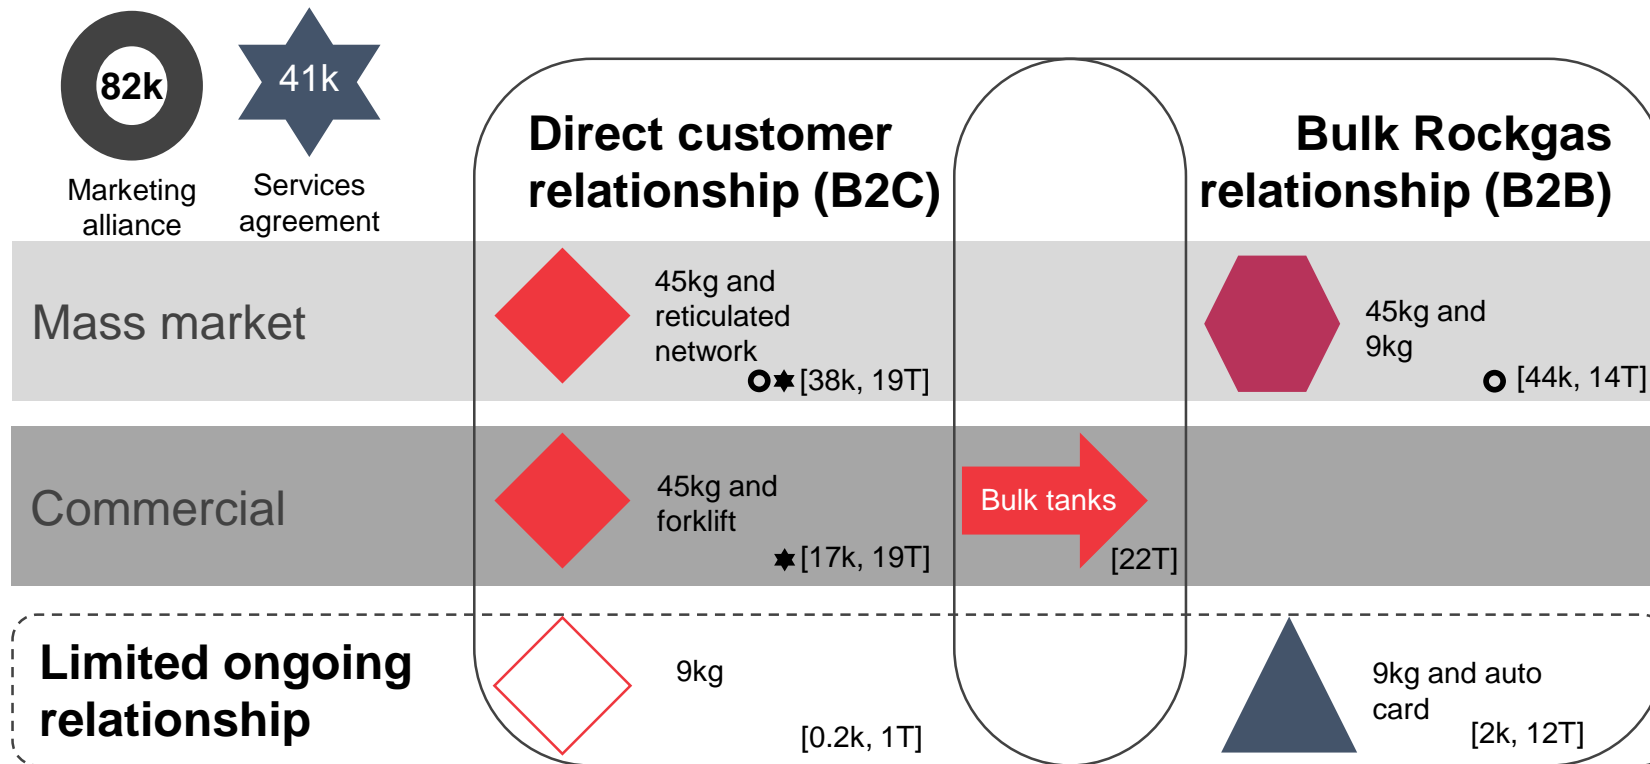 82k
41k
Marketing
alliance
Services
agreement
Direct customer
relationship (B2C)
Bulk Rockgas
relationship (B2B)
Mass market
45kg and
reticulated
network
[38k, 19T]
45kg and
9kg
[44k, 14T]
Commercial
45kg and
forklift
[17k, 19T]
Bulk tanks
[22T]
Limited ongoing
relationship
9kg
[0.2k, 1T]
9kg and auto
card
[2k, 12T]